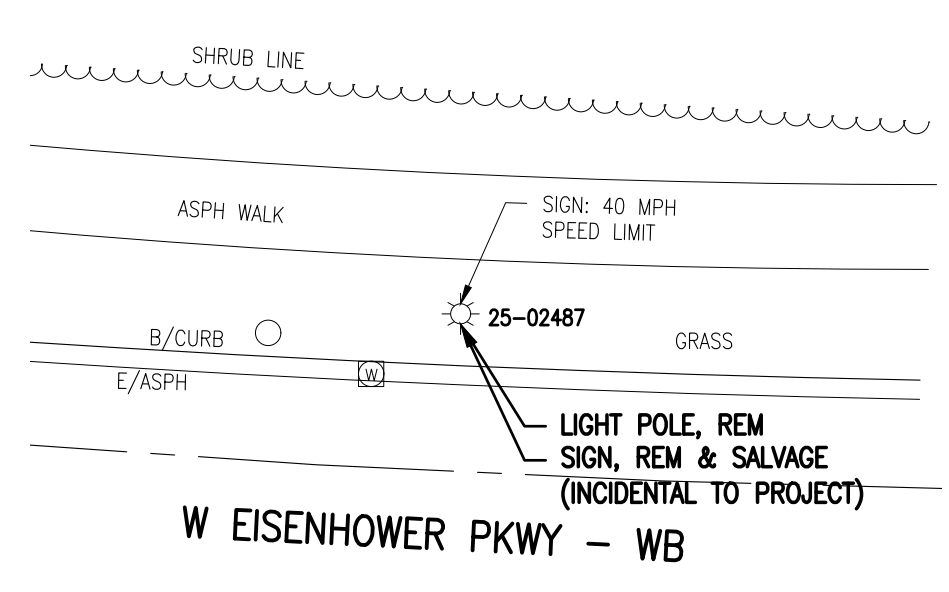 SHRUB LINE
ASPH WALK
SIGN: 40 MPH
SPEED LIMIT
25-02487
B/CURB
GRASS
E/ASPH
W
LIGHT POLE, REM
SIGN, REM & SALVAGE
(INCIDENTAL TO PROJECT)
W EISENHOWER PKWY - WB